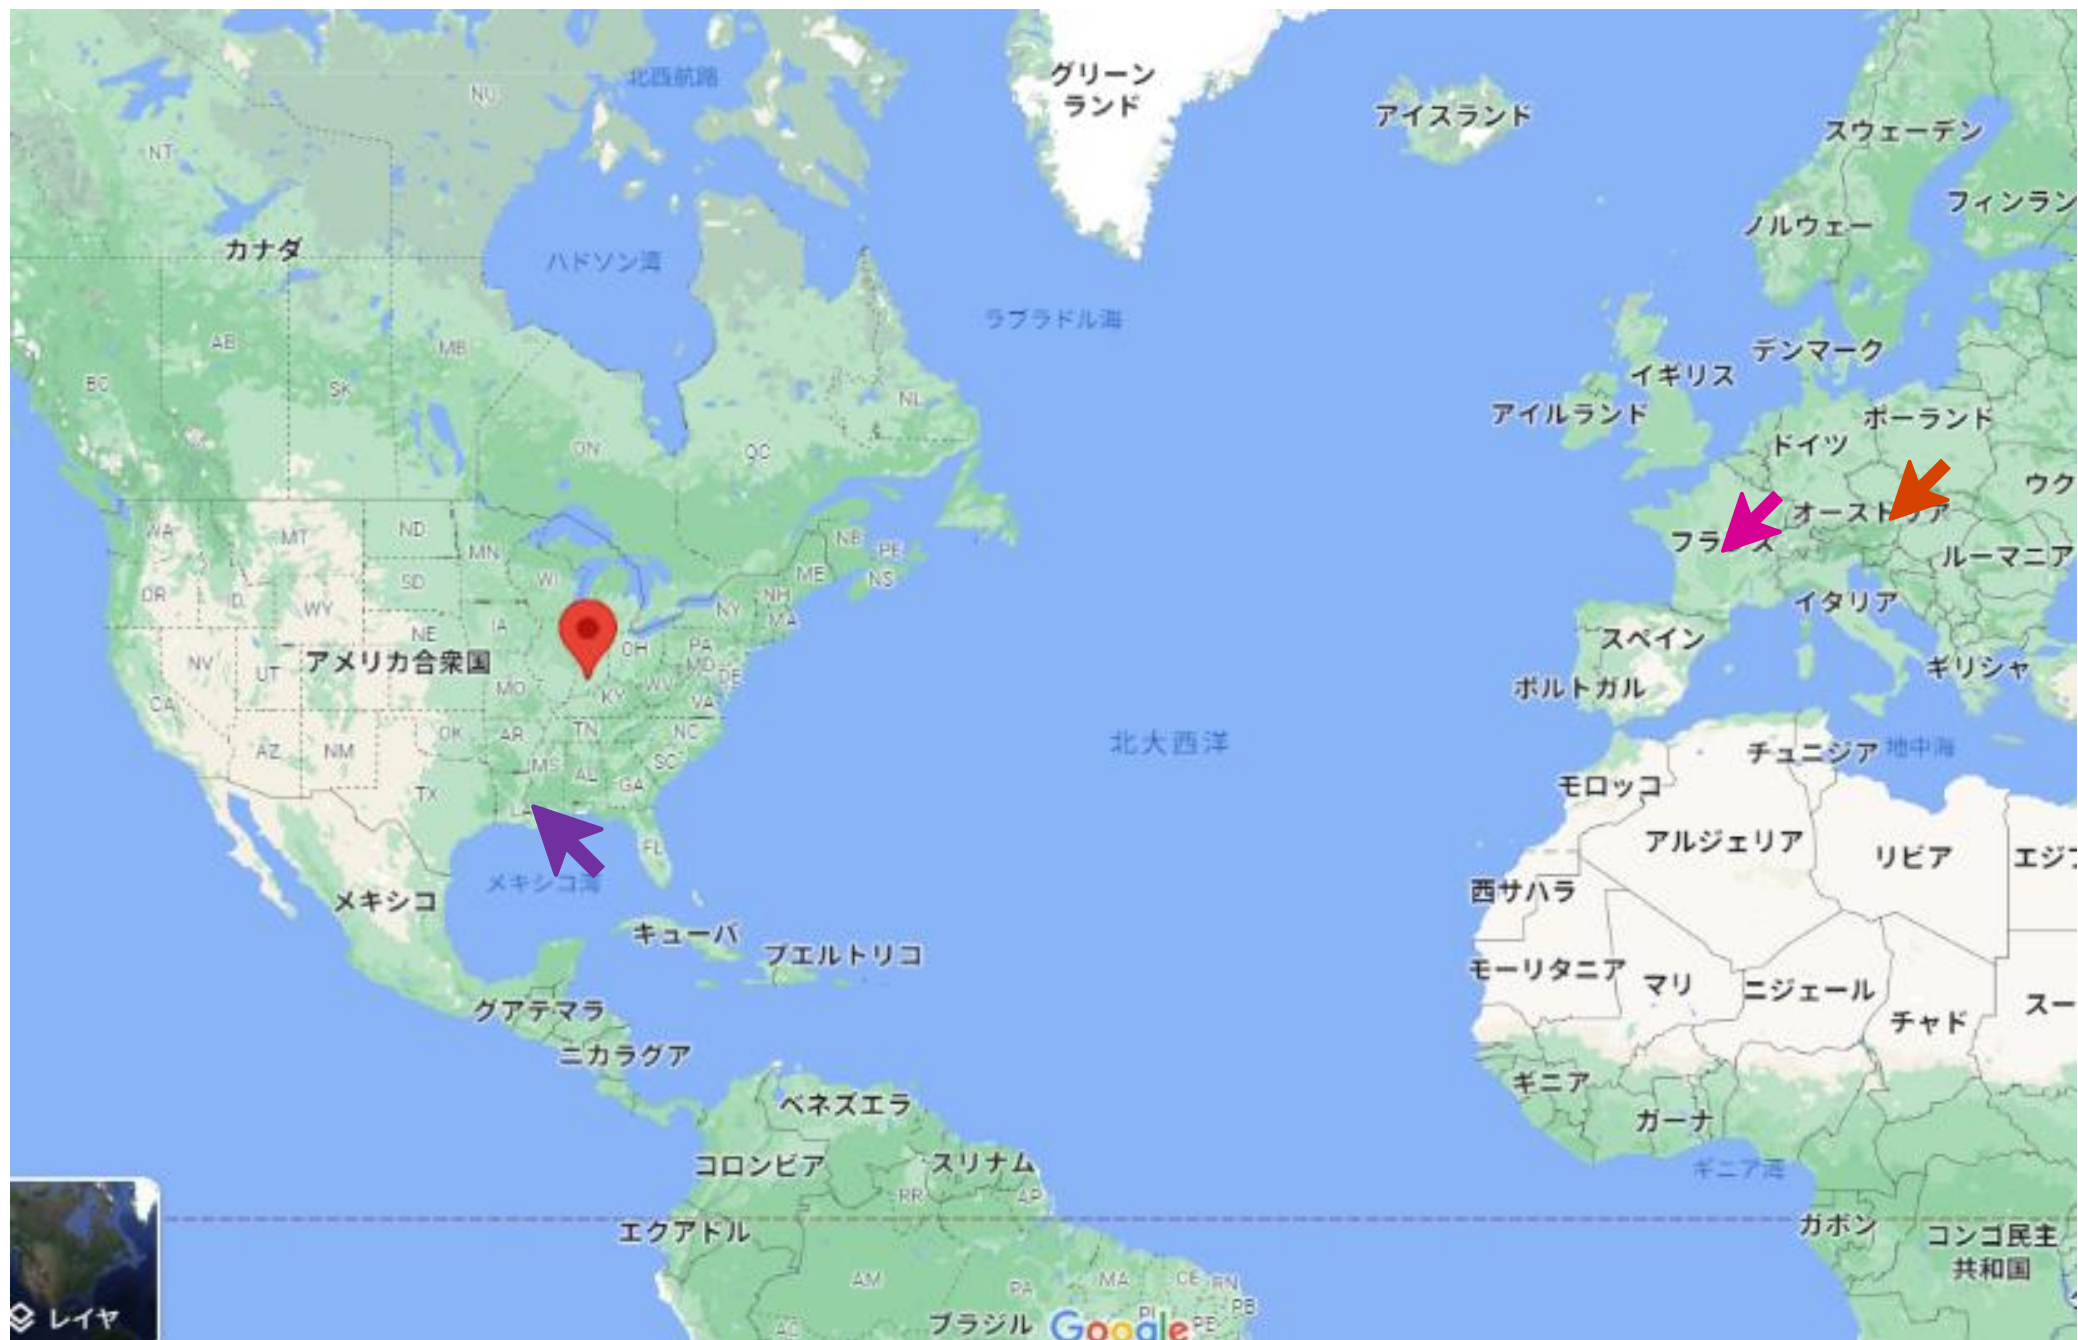 北西航路
グリーン
ランド
アイスランド
NU
スウェーデン
NT
フィンラン
ノルウェー
カナダ
ハドソン湾
ラブラドル海
AB
MB
デンマーク
BC
SK
イギリス
NL
アイルランド
ポーランド
ON
QC
ドイツ
ウク
オーストリア
WA
MT
ND
MN
NB
PE
フランス
ルーマニア
OR
ID
WY
SD
WI
ME
NS
NY
NH
MA
イタリア
NE
IA
スペイン
アメリカ合衆国
NV
UT
OH
PA
MD
DE
ギリシャ
ポルトガル
CA
MO
KY
WV
VA
AZ
NM
OK
AR
TN
NC
SC
北大西洋
チュニジア
地中海
モロッコ
TX
MS
AL
GA
LA
FL
アルジェリア
リビア
エジプ
メキシコ
メキシコ湾
西サハラ
キューバ
プエルトリコ
モーリタニア
マリ
ニジェール
チャド
スー
グアテマラ
ニカラグア
ギニア
ガーナ
ベネズエラ
コロンビア
スリナム
ギニア湾
RR
AP
エクアドル
ガボン
コンゴ民主
共和国
AM
PA
MA
CE
RN
PB
PI
PE
AC
ブラジル
Google
レイヤ